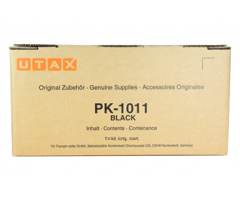 UTAX
Original Zubehör · Genuine Supplies · Accessoires Originales
PK-1011
BLACK
Inhalt · Contents · Contenance